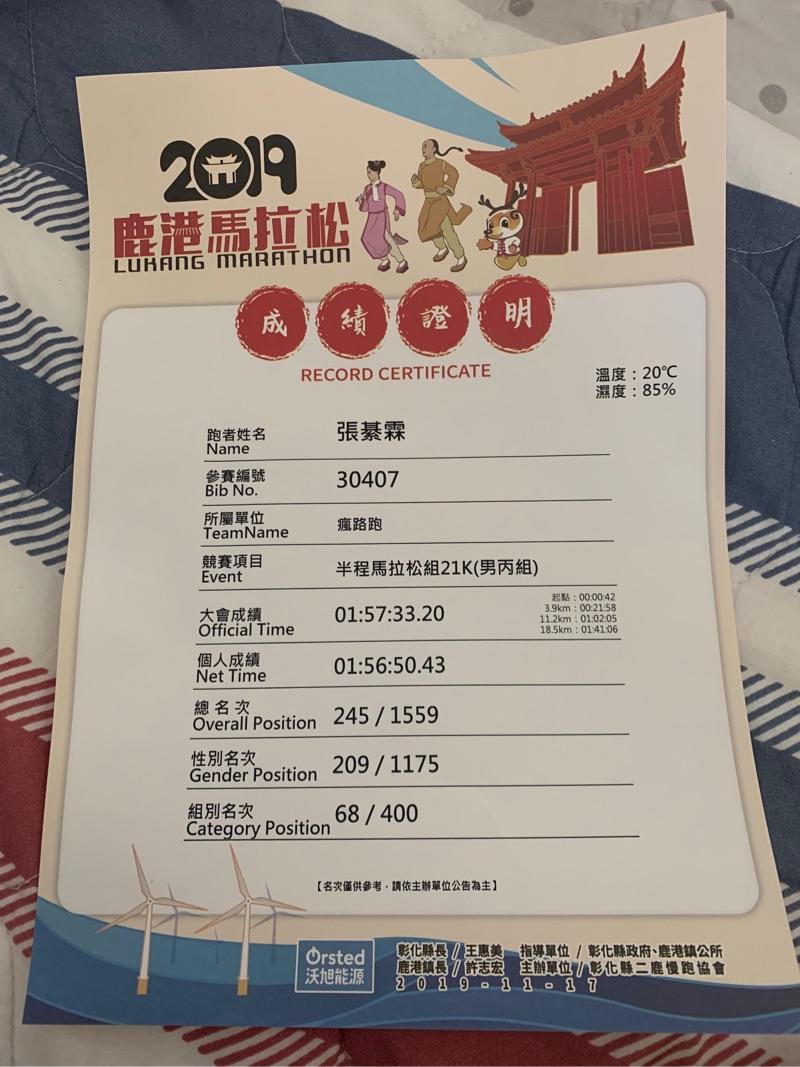 2019
鹿港馬拉松
LUKANG MARATHON
成績證明
RECORD CERTIFICATE
溫度：20℃
濕度：85%
跑者姓名 張綦霖
Name
參賽編號 30407
Bib No.
所屬單位 瘋路跑
TeamName
競賽項目 半程馬拉松組21K(男丙組)
Event
大會成績 01:57:33.20
Official Time
起點：00:00:42
3.9km：00:21:58
11.2km：01:02:05
18.5km：01:41:06
個人成績 01:56:50.43
Net Time
總名次 245 / 1559
Overall Position
性別名次 209 / 1175
Gender Position
組別名次 68 / 400
Category Position
【名次僅供參考，請依主辦單位公告為主】
Ørsted
沃旭能源
彰化縣長 / 王惠美 指導單位 / 彰化縣政府、鹿港鎮公所
鹿港鎮長 / 許志宏 主辦單位 / 彰化縣二鹿慢跑協會
2019-11-17